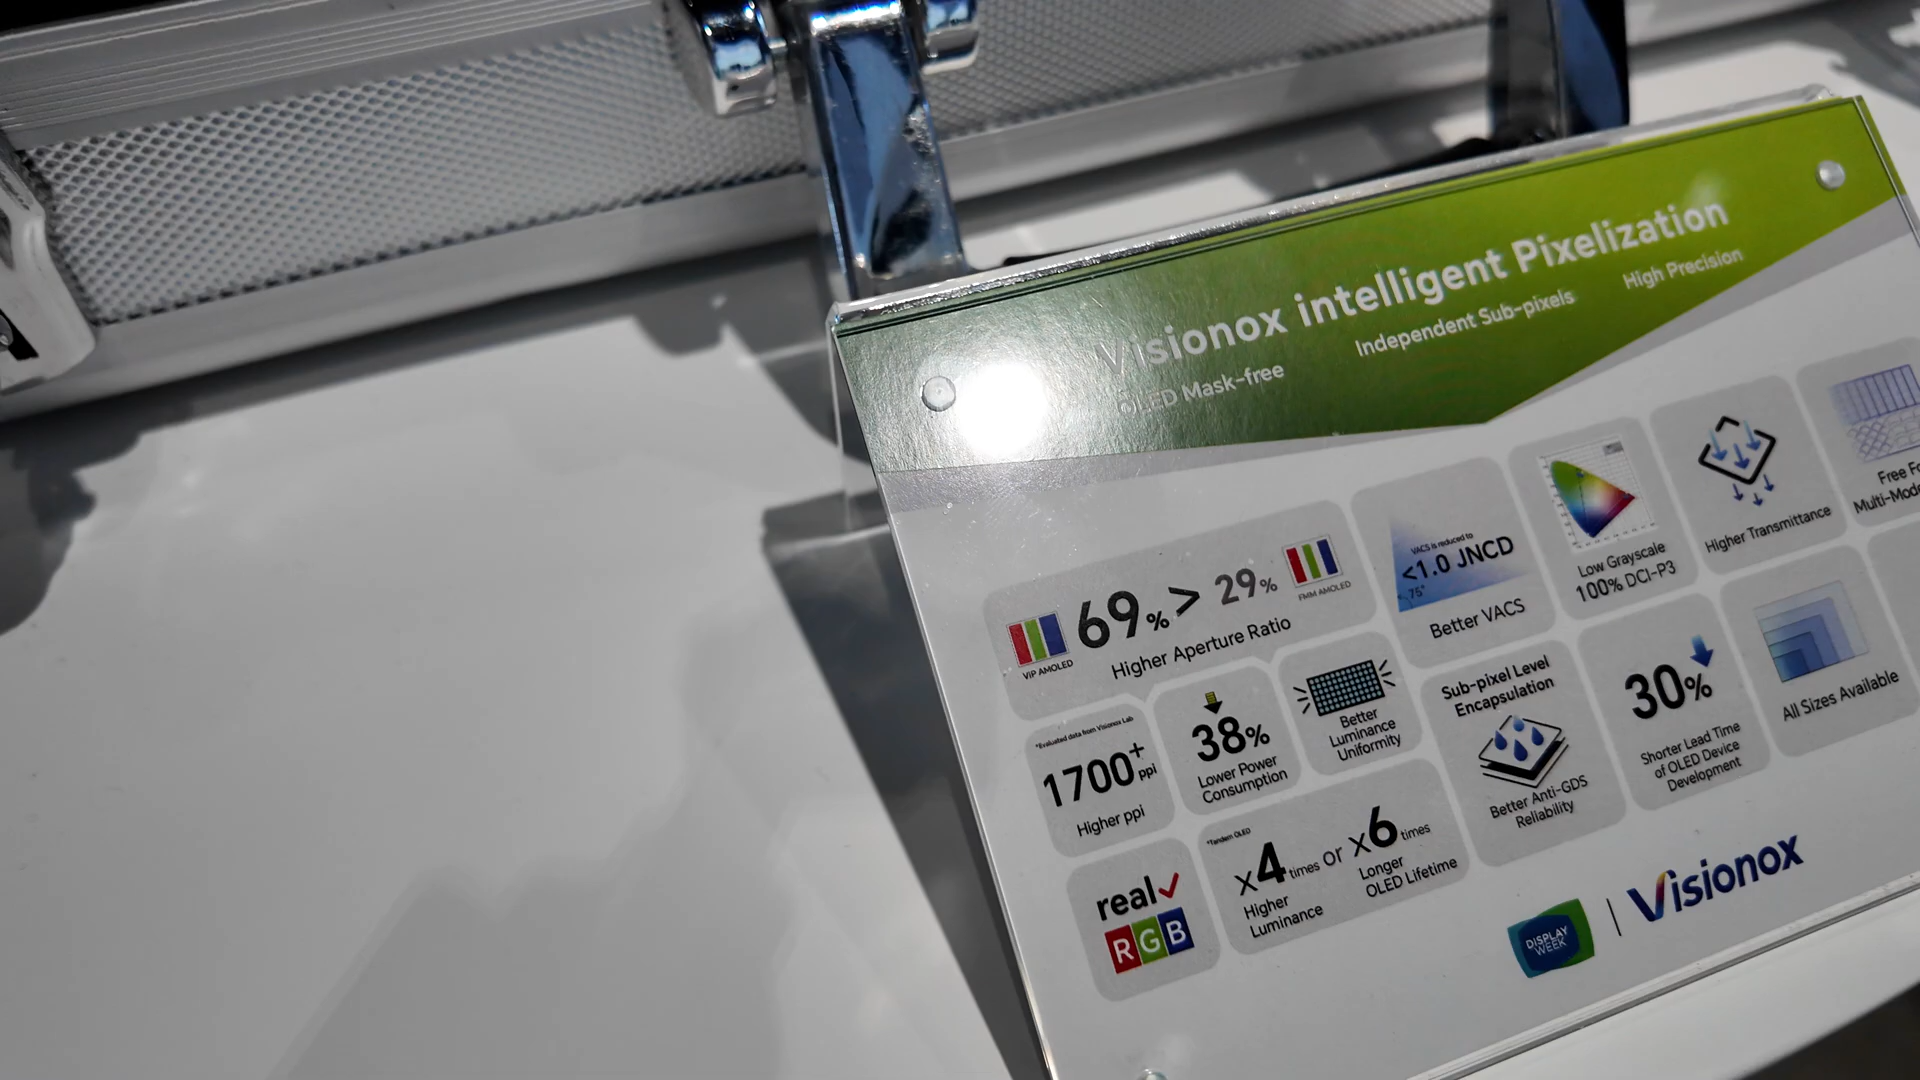 Visionox intelligent Pixelization
OLED Mask-free
Independent Sub-pixels
High Precision
VIP AMOLED
69% > 29%
FMM AMOLED
Higher Aperture Ratio
VACS is reduced to
<1.0 JNCD
75°
Better VACS
Low Grayscale
100% DCI-P3
Higher Transmittance
Free
*Evaluated data from Visionox Lab
1700+ ppi
Higher ppi
38%
Lower Power
Consumption
Better
Luminance
Uniformity
Sub-pixel Level
Encapsulation
Better Anti-GDS
Reliability
30%
Shorter Lead Time
of OLED Device
Development
All Sizes Available
real
RGB
*Tandem OLED
x4 times or x6 times
Higher
Luminance
Longer
OLED Lifetime
DISPLAY
WEEK
Visionox